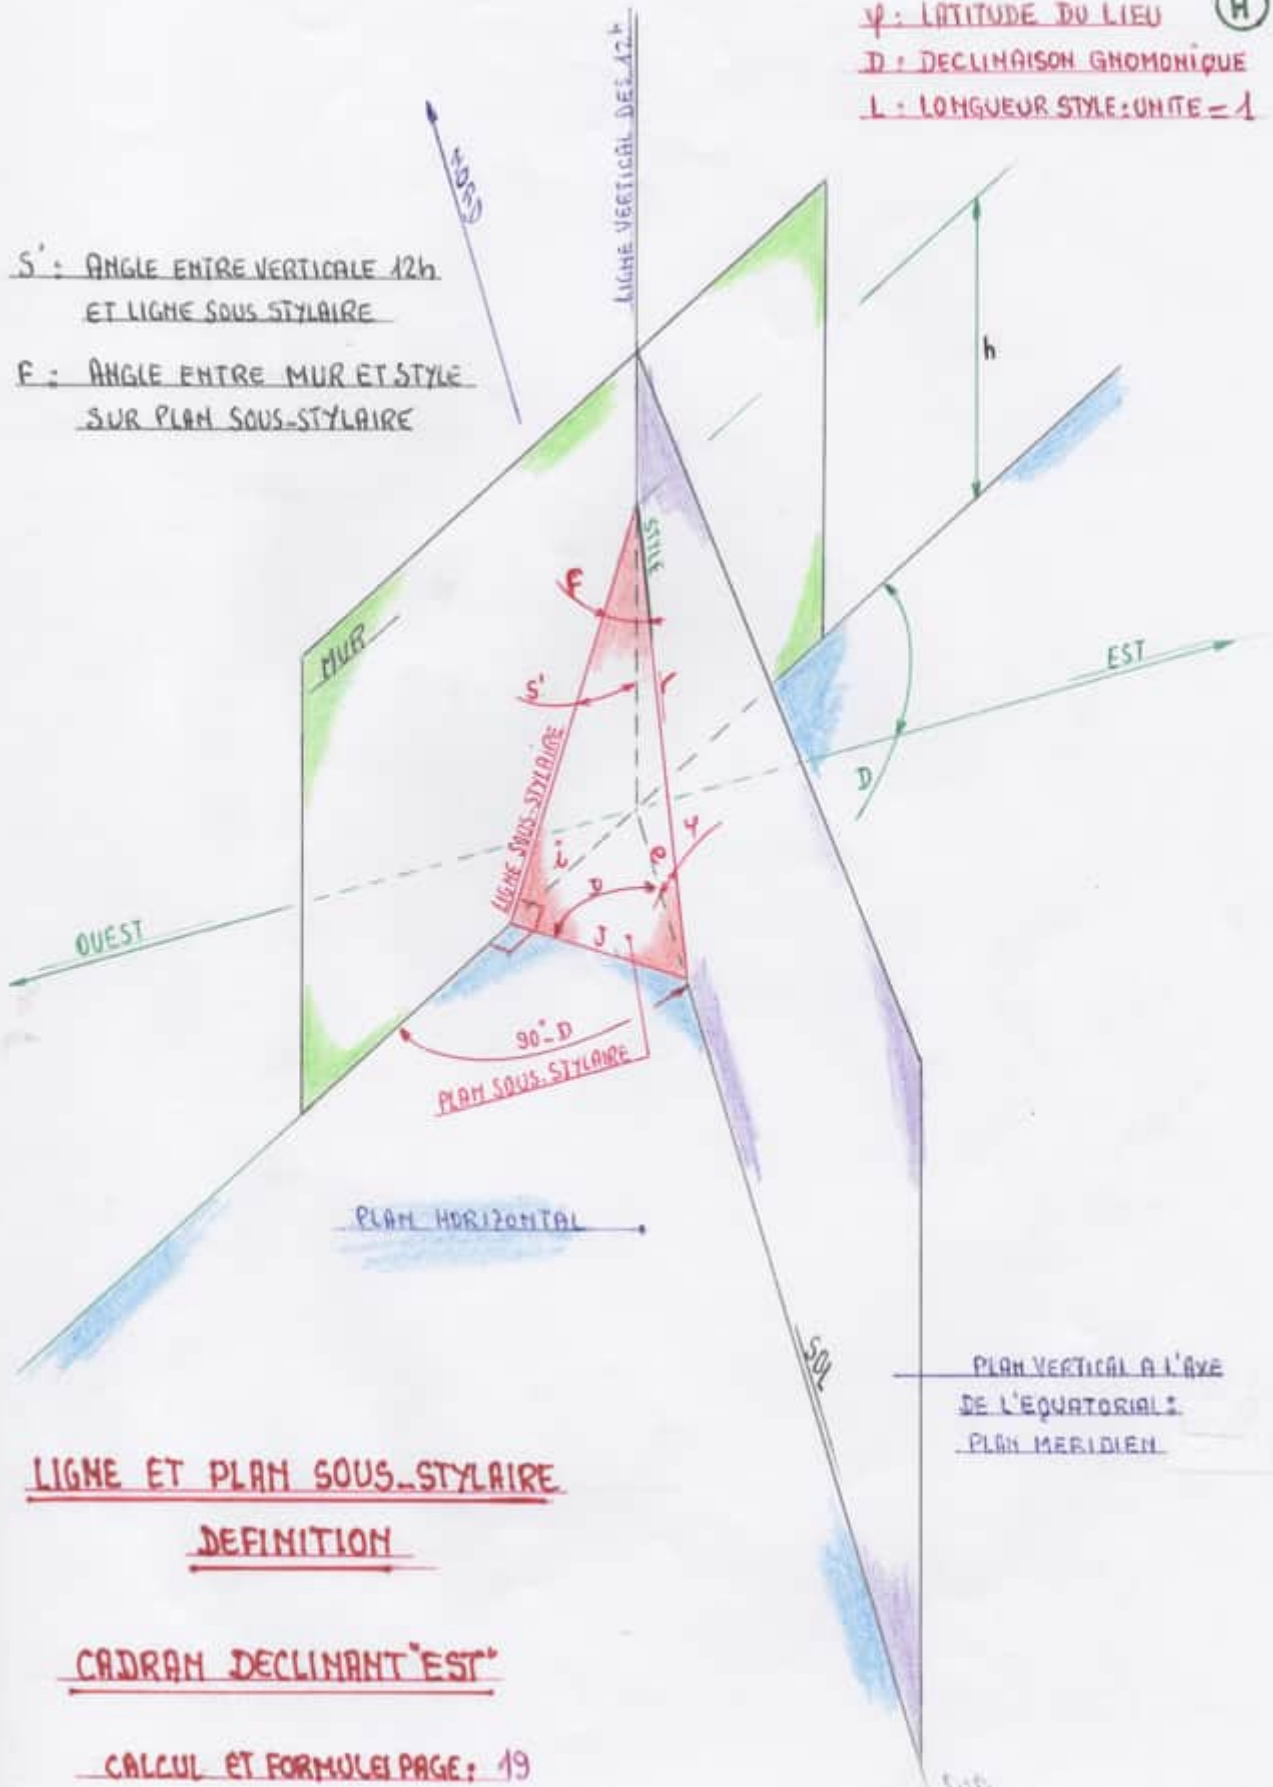 φ : LATITUDE DU LIEU
H
D : DECLINAISON GNOMONIQUE
L : LONGUEUR STYLE : UNITE = 1
LIGNE VERTICAL DES 12h
NORD
S' : ANGLE ENTRE VERTICALE 12h
ET LIGNE SOUS STYLAIRE
F : ANGLE ENTRE MUR ET STYLE
SUR PLAN SOUS-STYLAIRE
h
STYLE
F
MUR
S'
EST
D
LIGNE SOUS-STYLAIRE
φ
i
e
D
J
OUEST
90°-D
PLAN SOUS-STYLAIRE
PLAN HORIZONTAL
SOL
PLAN VERTICAL A L'AXE
DE L'EQUATORIAL :
PLAN MERIDIEN
LIGNE ET PLAN SOUS-STYLAIRE
DEFINITION
CADRAN DECLINANT "EST"
CALCUL ET FORMULES PAGE : 19